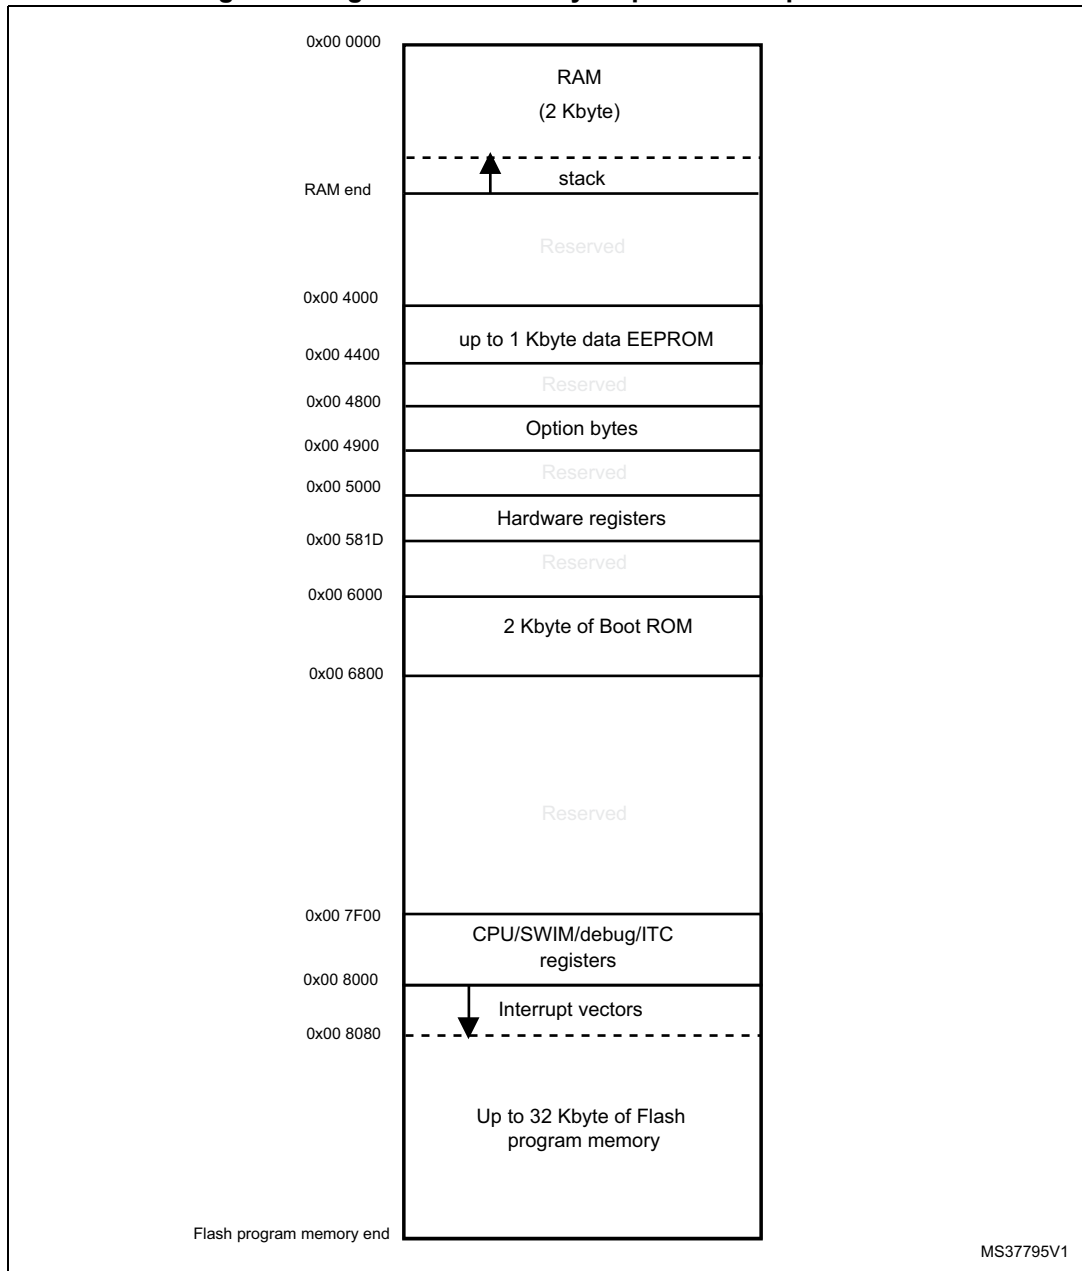 0x00 0000
RAM
(2 Kbyte)
stack
RAM end
Reserved
0x00 4000
up to 1 Kbyte data EEPROM
0x00 4400
Reserved
0x00 4800
Option bytes
0x00 4900
Reserved
0x00 5000
Hardware registers
0x00 581D
Reserved
0x00 6000
2 Kbyte of Boot ROM
0x00 6800
Reserved
0x00 7F00
CPU/SWIM/debug/ITC
registers
0x00 8000
Interrupt vectors
0x00 8080
Up to 32 Kbyte of Flash
program memory
Flash program memory end
MS37795V1